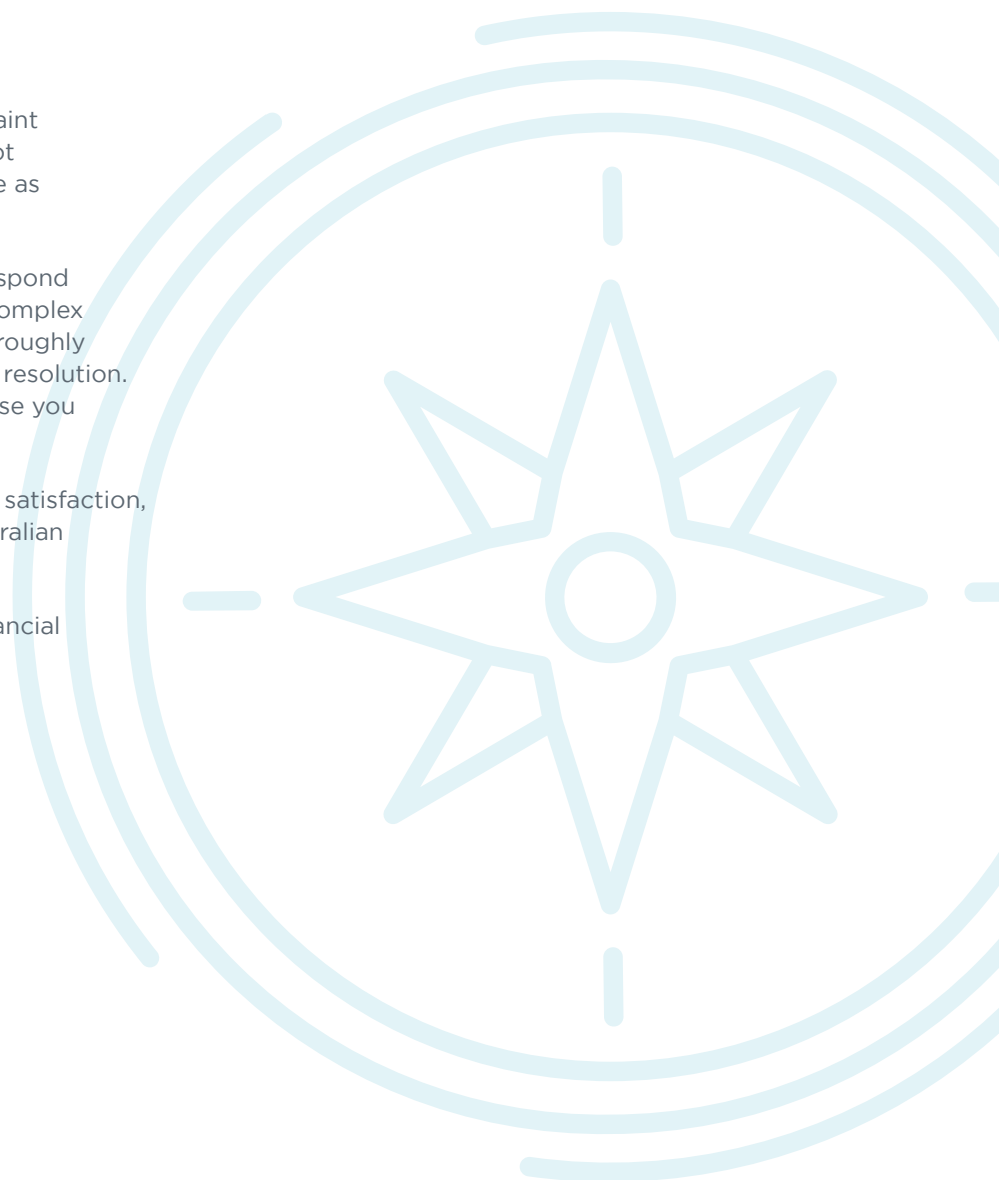 aint
ot
e as
spond
omplex
roughly
resolution.
se you
satisfaction,
ralian
ancial